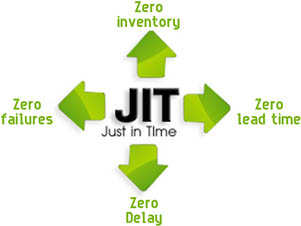 Zero
inventory
Zero
failures
JIT
Just in TIme
Zero
lead time
Zero
Delay